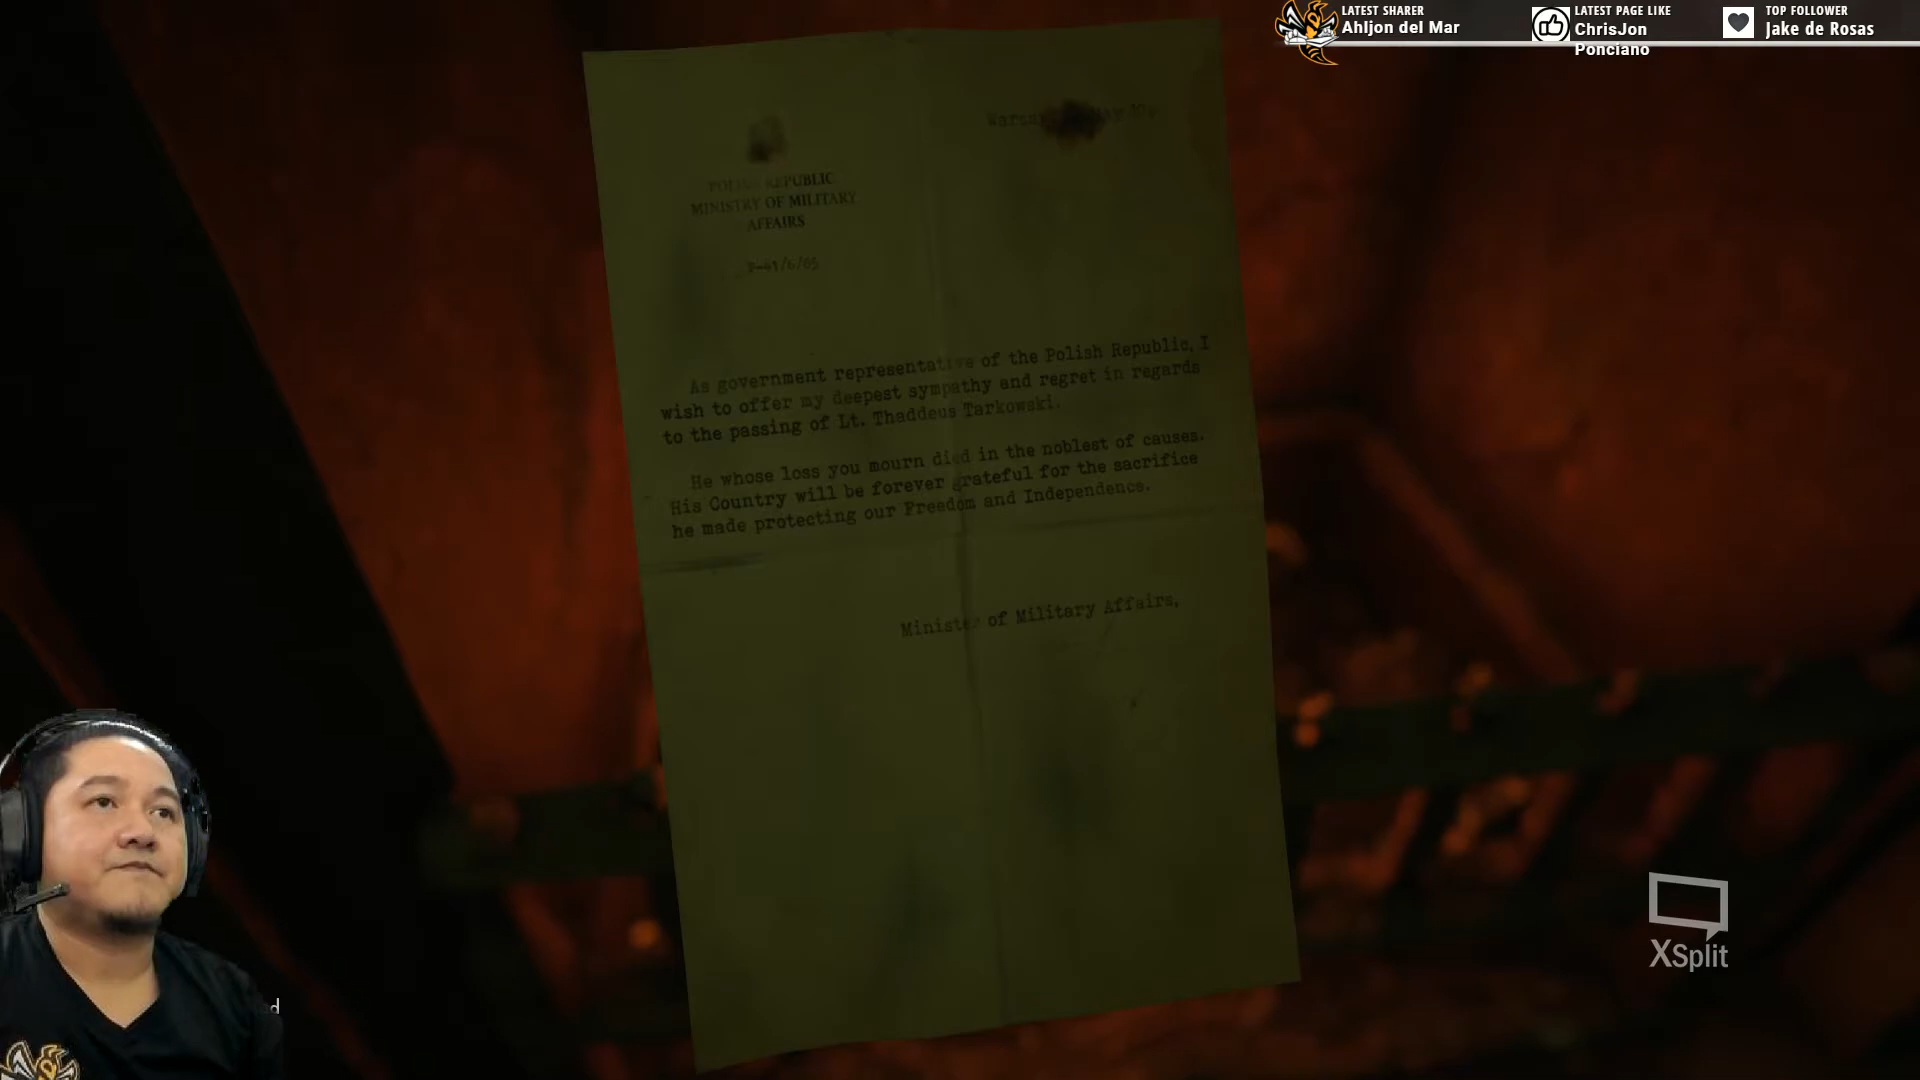 LATEST SHARER
Ahljon del Mar
LATEST PAGE LIKE
ChrisJon
Ponciano
TOP FOLLOWER
Jake de Rosas
POLISH REPUBLIC
MINISTRY OF MILITARY
AFFAIRS
As government representative of the Polish Republic, I
wish to offer my deepest sympathy and regret in regards
to the passing of Lt. Thaddeus Tarkowski.
He whose loss you mourn died in the noblest of causes.
His Country will be forever grateful for the sacrifice
he made protecting our Freedom and Independence.
Minister of Military Affairs,
XSplit
d